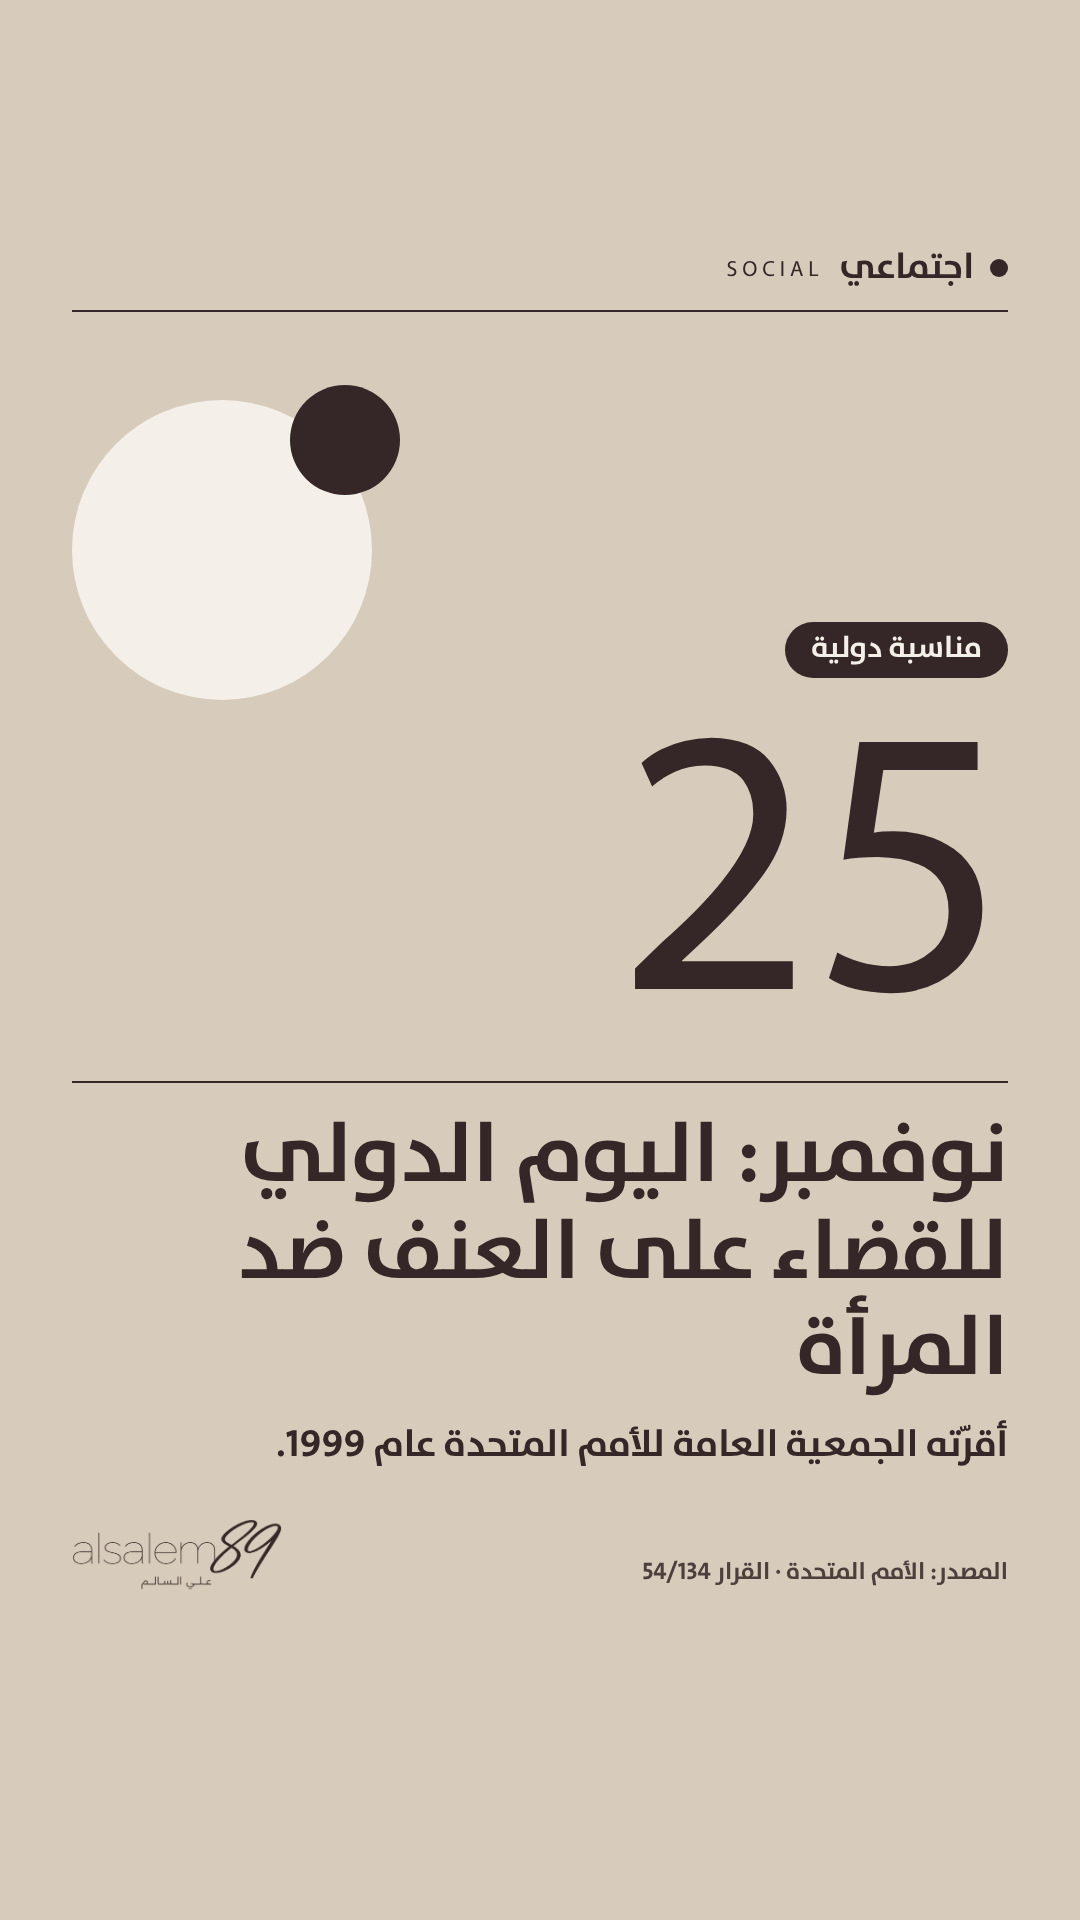 اجتماعي SOCIAL
مناسبة دولية
25
نوفمبر: اليوم الدولي
للقضاء على العنف ضد
المرأة
أقرّته الجمعية العامة للأمم المتحدة عام 1999.
المصدر: الأمم المتحدة · القرار 54/134
alsalem89
علي السالم